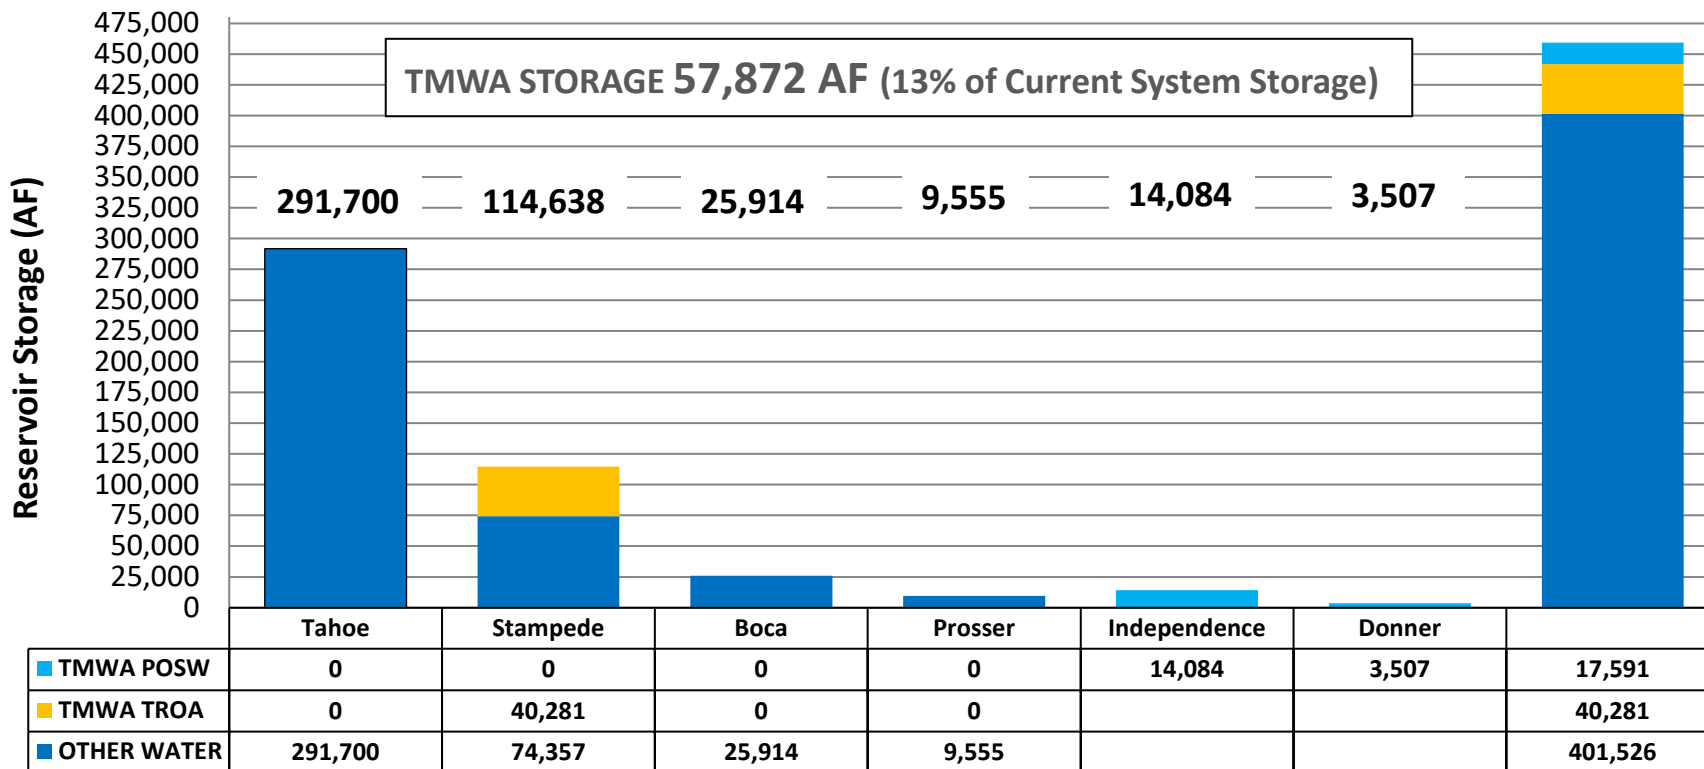 475,000
450,000
425,000
400,000
375,000
350,000
325,000
300,000
275,000
250,000
225,000
200,000
175,000
150,000
125,000
100,000
75,000
50,000
25,000
0
Reservoir Storage (AF)
TMWA STORAGE 57,872 AF (13% of Current System Storage)
291,700 114,638 25,914 9,555 14,084 3,507
Tahoe Stampede Boca Prosser Independence Donner
TMWA POSW 0 0 0 0 14,084 3,507 17,591
TMWA TROA 0 40,281 0 0 40,281
OTHER WATER 291,700 74,357 25,914 9,555 401,526